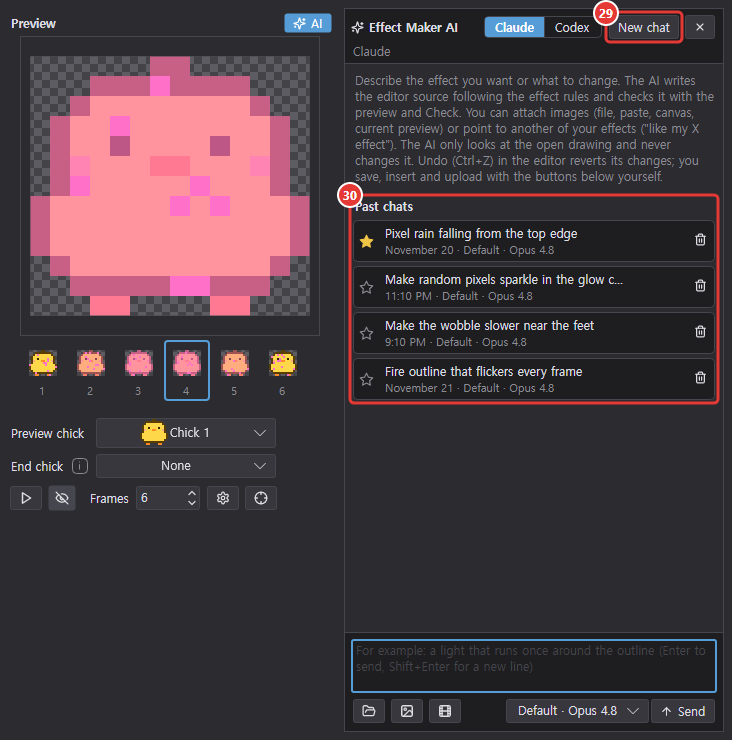 Preview
AI
Effect Maker AI
Claude
Codex
29
New chat
Claude
Describe the effect you want or what to change. The AI writes
the editor source following the effect rules and checks it with the
preview and Check. You can attach images (file, paste, canvas,
current preview) or point to another of your effects ("like my X
effect"). The AI only looks at the open drawing and never
changes it. Undo (Ctrl+Z) in the editor reverts its changes; you
save, insert and upload with the buttons below yourself.
30
Past chats
Pixel rain falling from the top edge
November 20 · Default · Opus 4.8
Make random pixels sparkle in the glow c...
11:10 PM · Default · Opus 4.8
Make the wobble slower near the feet
9:10 PM · Default · Opus 4.8
Fire outline that flickers every frame
November 21 · Default · Opus 4.8
1 2 3 4 5 6
Preview chick
Chick 1
End chick
i
None
Frames
6
For example: a light that runs once around the outline (Enter to
send, Shift+Enter for a new line)
Default · Opus 4.8
Send